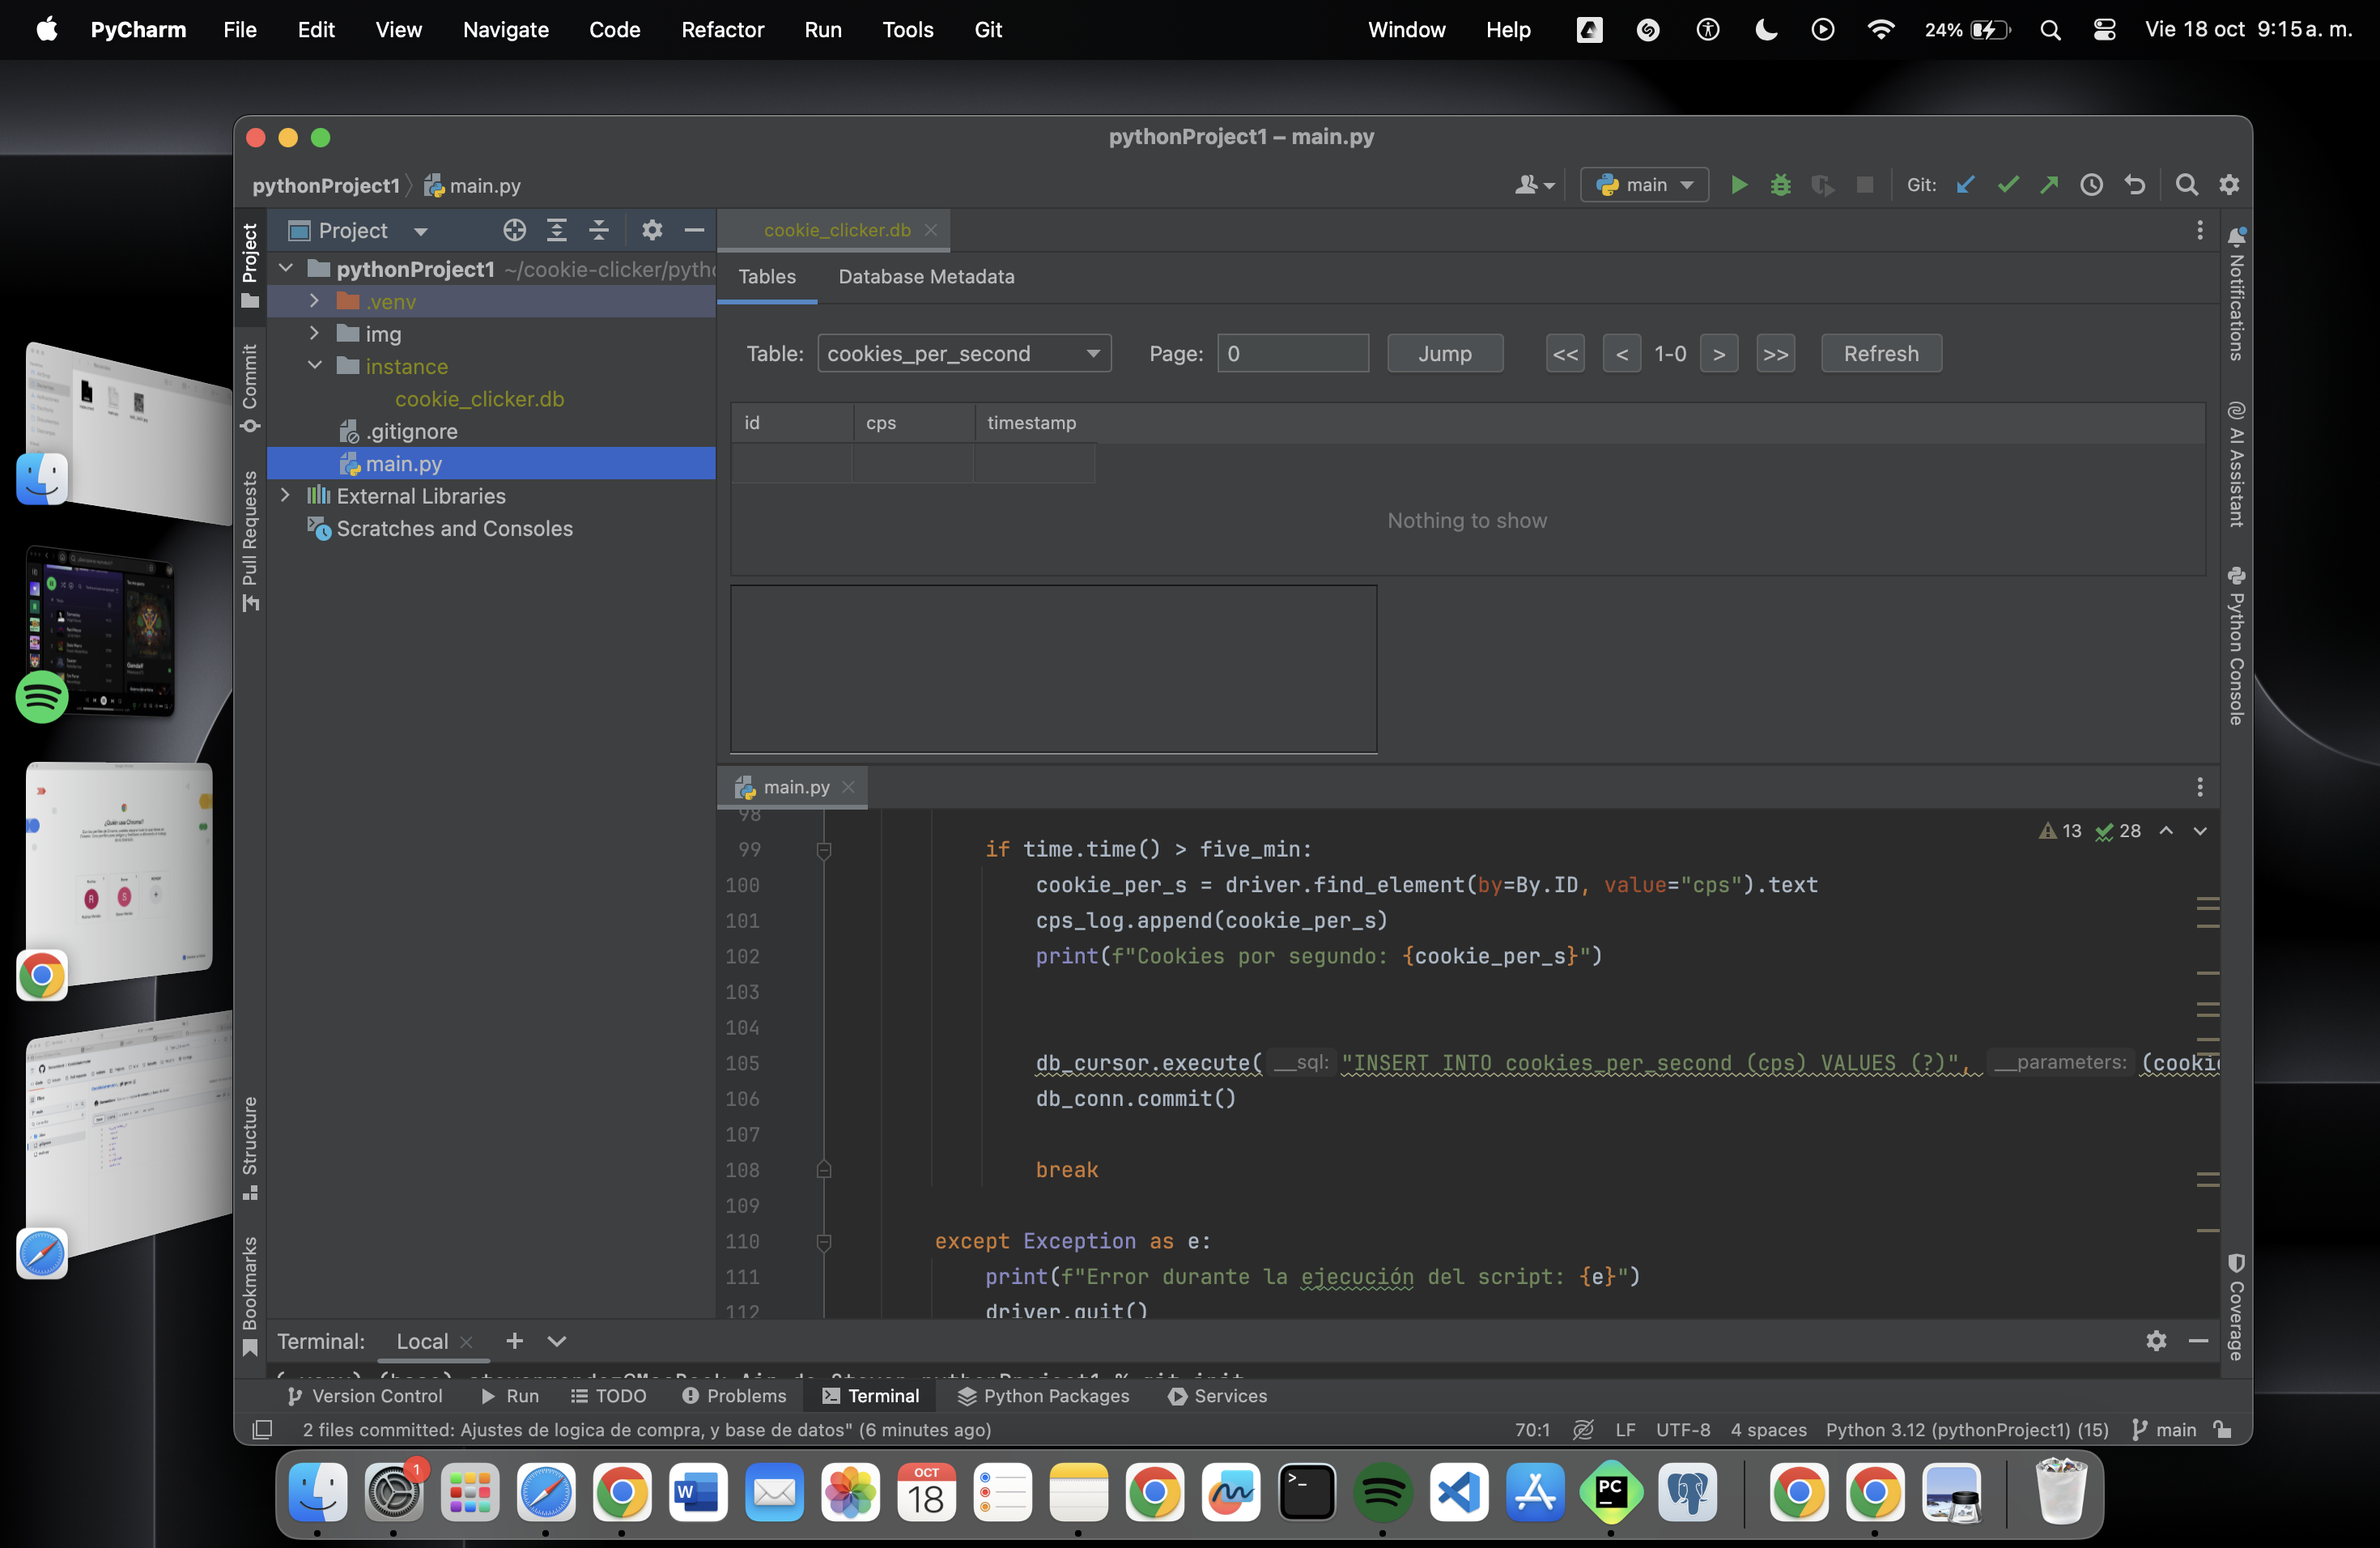 PyCharm File Edit View Navigate Code Refactor Run Tools Git Window Help 24% Vie 18 oct 9:15 a. m.
pythonProject1 – main.py
pythonProject1 main.py
main
Git:
Project
Project
Commit
Pull Requests
Structure
Bookmarks
pythonProject1 ~/cookie-clicker/pytho
.venv
img
instance
cookie_clicker.db
.gitignore
main.py
External Libraries
Scratches and Consoles
cookie_clicker.db
Tables Database Metadata
Table: cookies_per_second Page: 0 Jump << < 1-0 > >> Refresh
id cps timestamp
Nothing to show
Notifications
AI Assistant
Python Console
Coverage
main.py
13 28
98
99 if time.time() > five_min:
100 cookie_per_s = driver.find_element(by=By.ID, value="cps").text
101 cps_log.append(cookie_per_s)
102 print(f"Cookies por segundo: {cookie_per_s}")
103
104
105 db_cursor.execute( __sql: "INSERT INTO cookies_per_second (cps) VALUES (?)", __parameters: (cooki
106 db_conn.commit()
107
108 break
109
110 except Exception as e:
111 print(f"Error durante la ejecución del script: {e}")
112 driver.quit()
Terminal: Local
Version Control Run TODO Problems Terminal Python Packages Services
2 files committed: Ajustes de logica de compra, y base de datos" (6 minutes ago) 70:1 LF UTF-8 4 spaces Python 3.12 (pythonProject1) (15) main
1
W
OCT
18
>_
PC